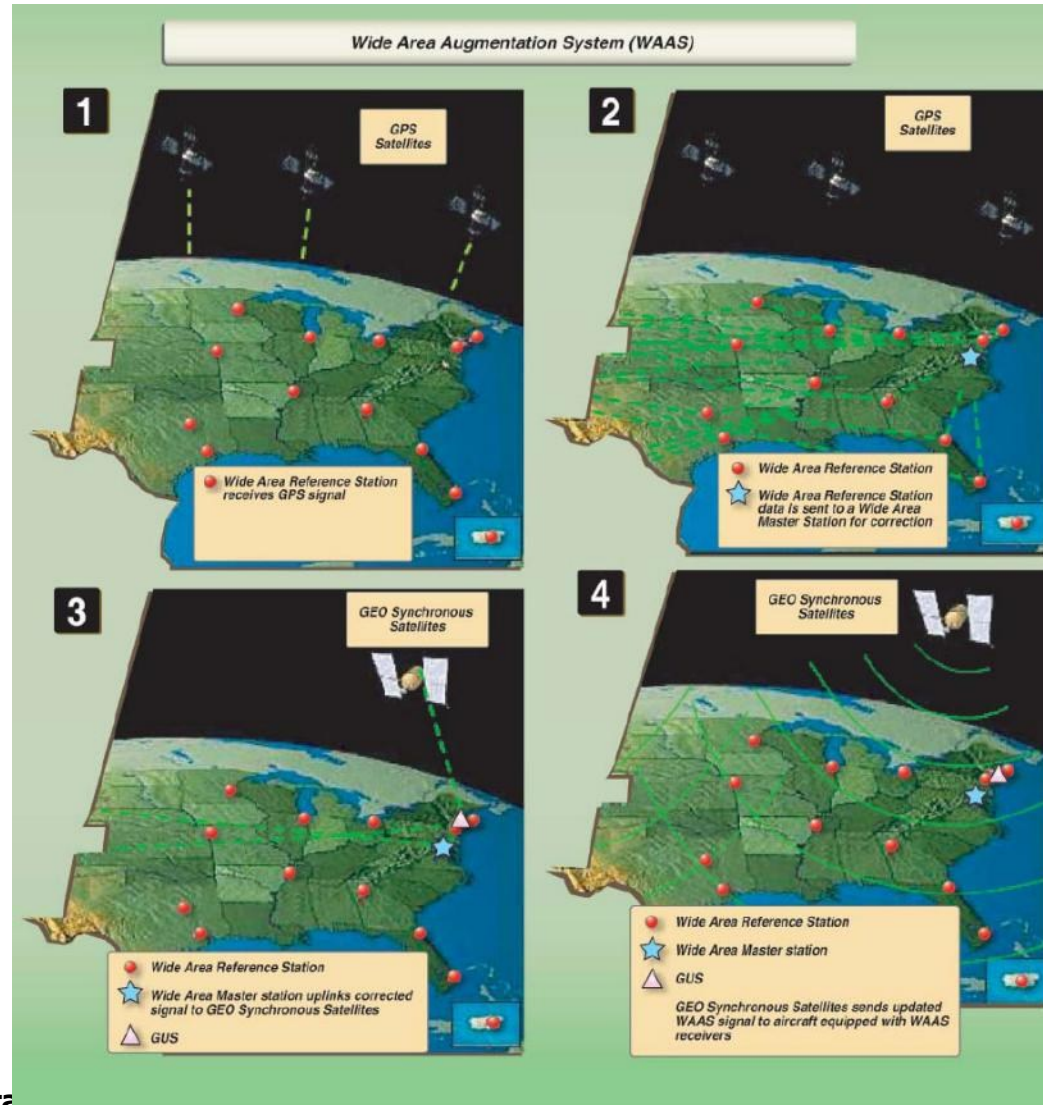 Wide Area Augmentation System (WAAS)
1
GPS
Satellites
Wide Area Reference Station
receives GPS signal
2
GPS
Satellites
Wide Area Reference Station
Wide Area Reference Station
data is sent to a Wide Area
Master Station for correction
3
GEO Synchronous
Satellites
Wide Area Reference Station
Wide Area Master station uplinks corrected
signal to GEO Synchronous Satellites
GUS
4
GEO Synchronous
Satellites
Wide Area Reference Station
Wide Area Master station
GUS
GEO Synchronous Satellites sends updated
WAAS signal to aircraft equipped with WAAS
receivers